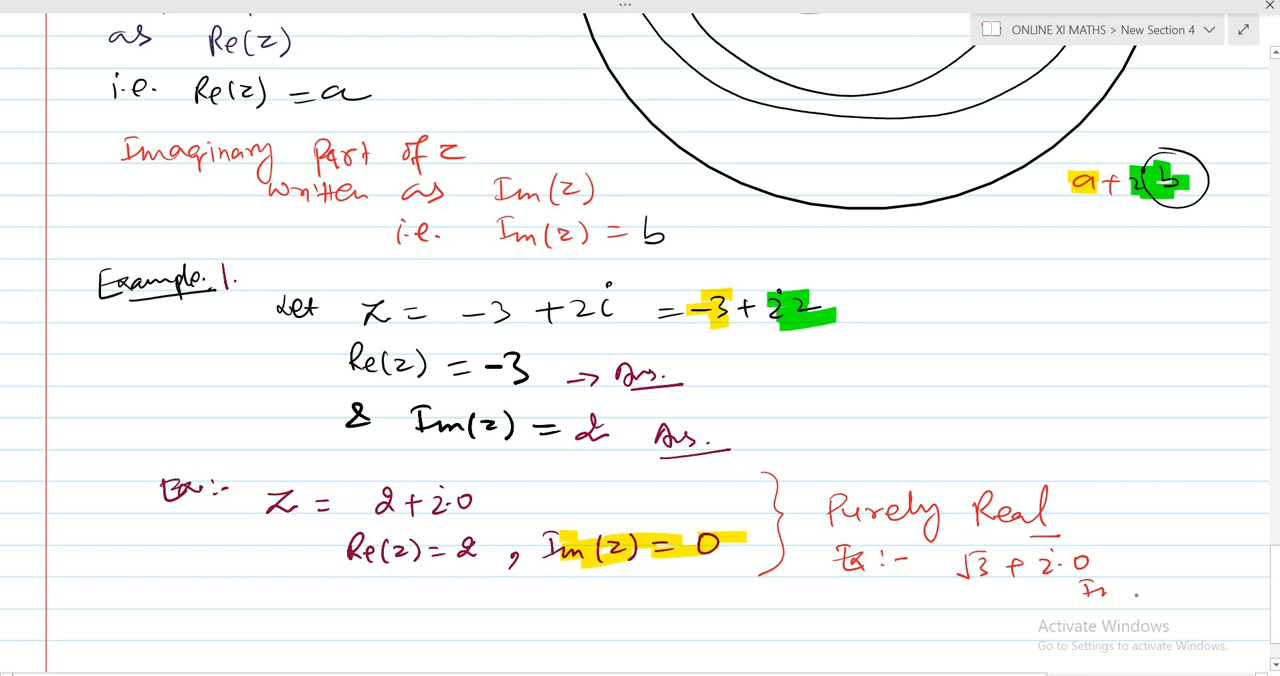 ONLINE XI MATHS > New Section 4
as Re(z)
i.e. Re(z) = a
Imaginary Part of z
written as Im(z)
i.e. Im(z) = b
a + ib
Example. 1.
Let z = -3 + 2i = -3 + i2
Re(z) = -3 → Ans.
& Im(z) = 2 Ans.
Ex :- z = 2 + i.0
Re(z) = 2 , Im(z) = 0
Purely Real
Ex :- √3 + i.0
Activate Windows
Go to Settings to activate Windows.